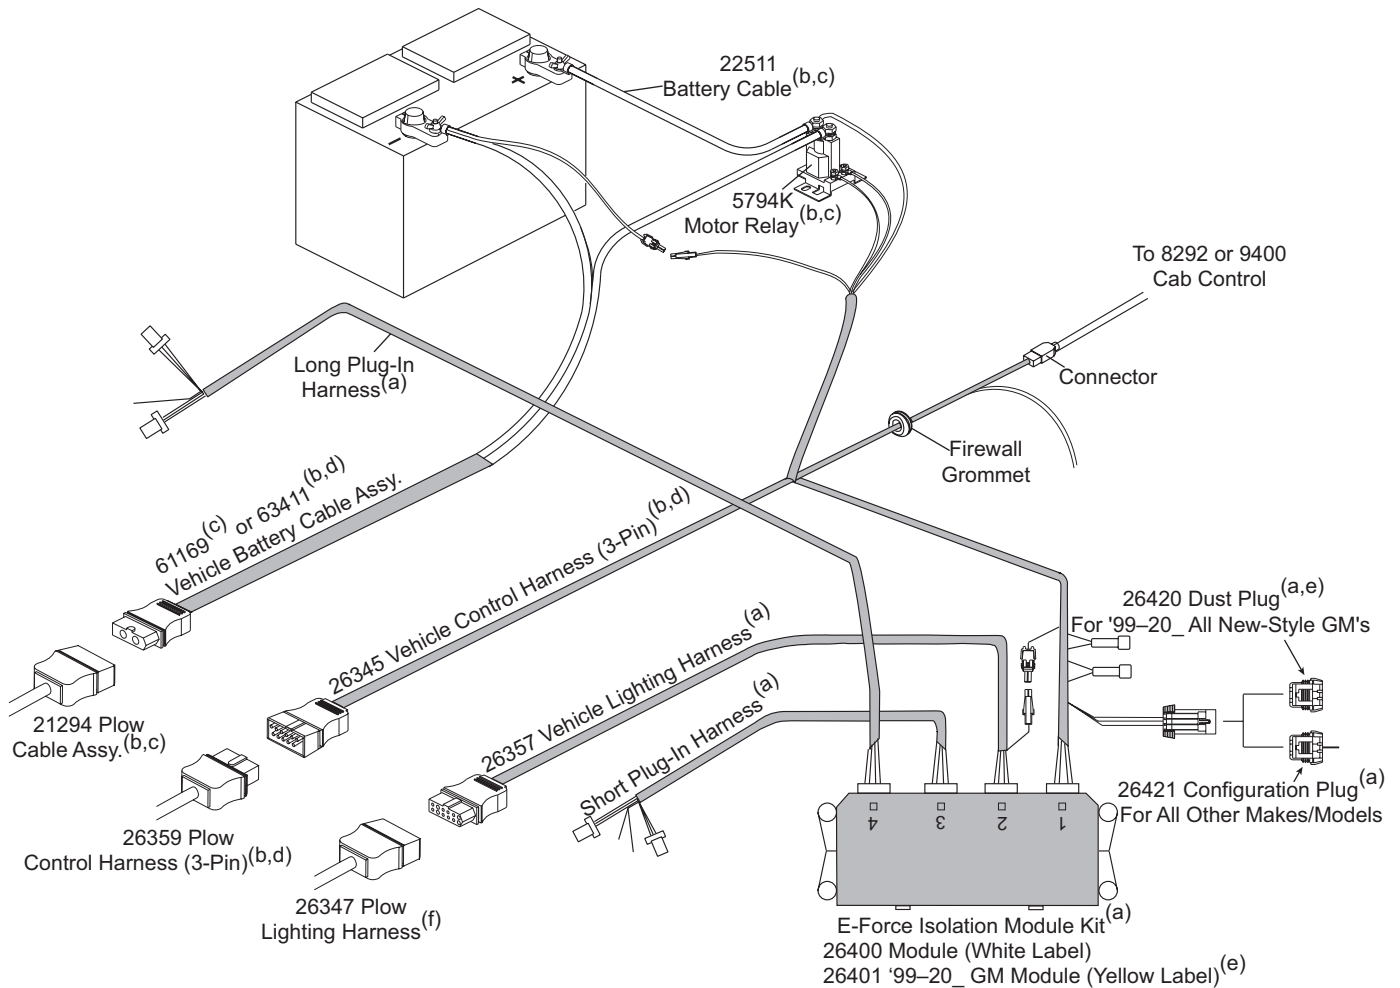 22511
Battery Cable(b,c)
+
–
5794K
Motor Relay(b,c)
To 8292 or 9400
Cab Control
Connector
Long Plug-In
Harness(a)
Firewall
Grommet
61169(c) or 63411(b,d)
Vehicle Battery Cable Assy.
26345 Vehicle Control Harness (3-Pin)(b,d)
26420 Dust Plug(a,e)
For '99–20_ All New-Style GM's
26357 Vehicle Lighting Harness(a)
21294 Plow
Cable Assy.(b,c)
Short Plug-In Harness(a)
26421 Configuration Plug(a)
For All Other Makes/Models
4 3 2 1
26359 Plow
Control Harness (3-Pin)(b,d)
26347 Plow
Lighting Harness(f)
E-Force Isolation Module Kit(a)
26400 Module (White Label)
26401 ‘99–20_ GM Module (Yellow Label)(e)